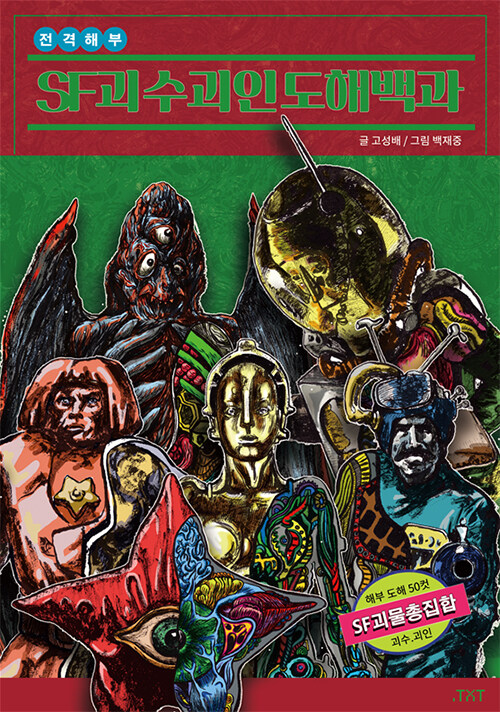 전격해부
SF괴수괴인도해백과
글 고성배 / 그림 백재중
해부 도해 50컷
SF괴물총집합
괴수.괴인
.TXT